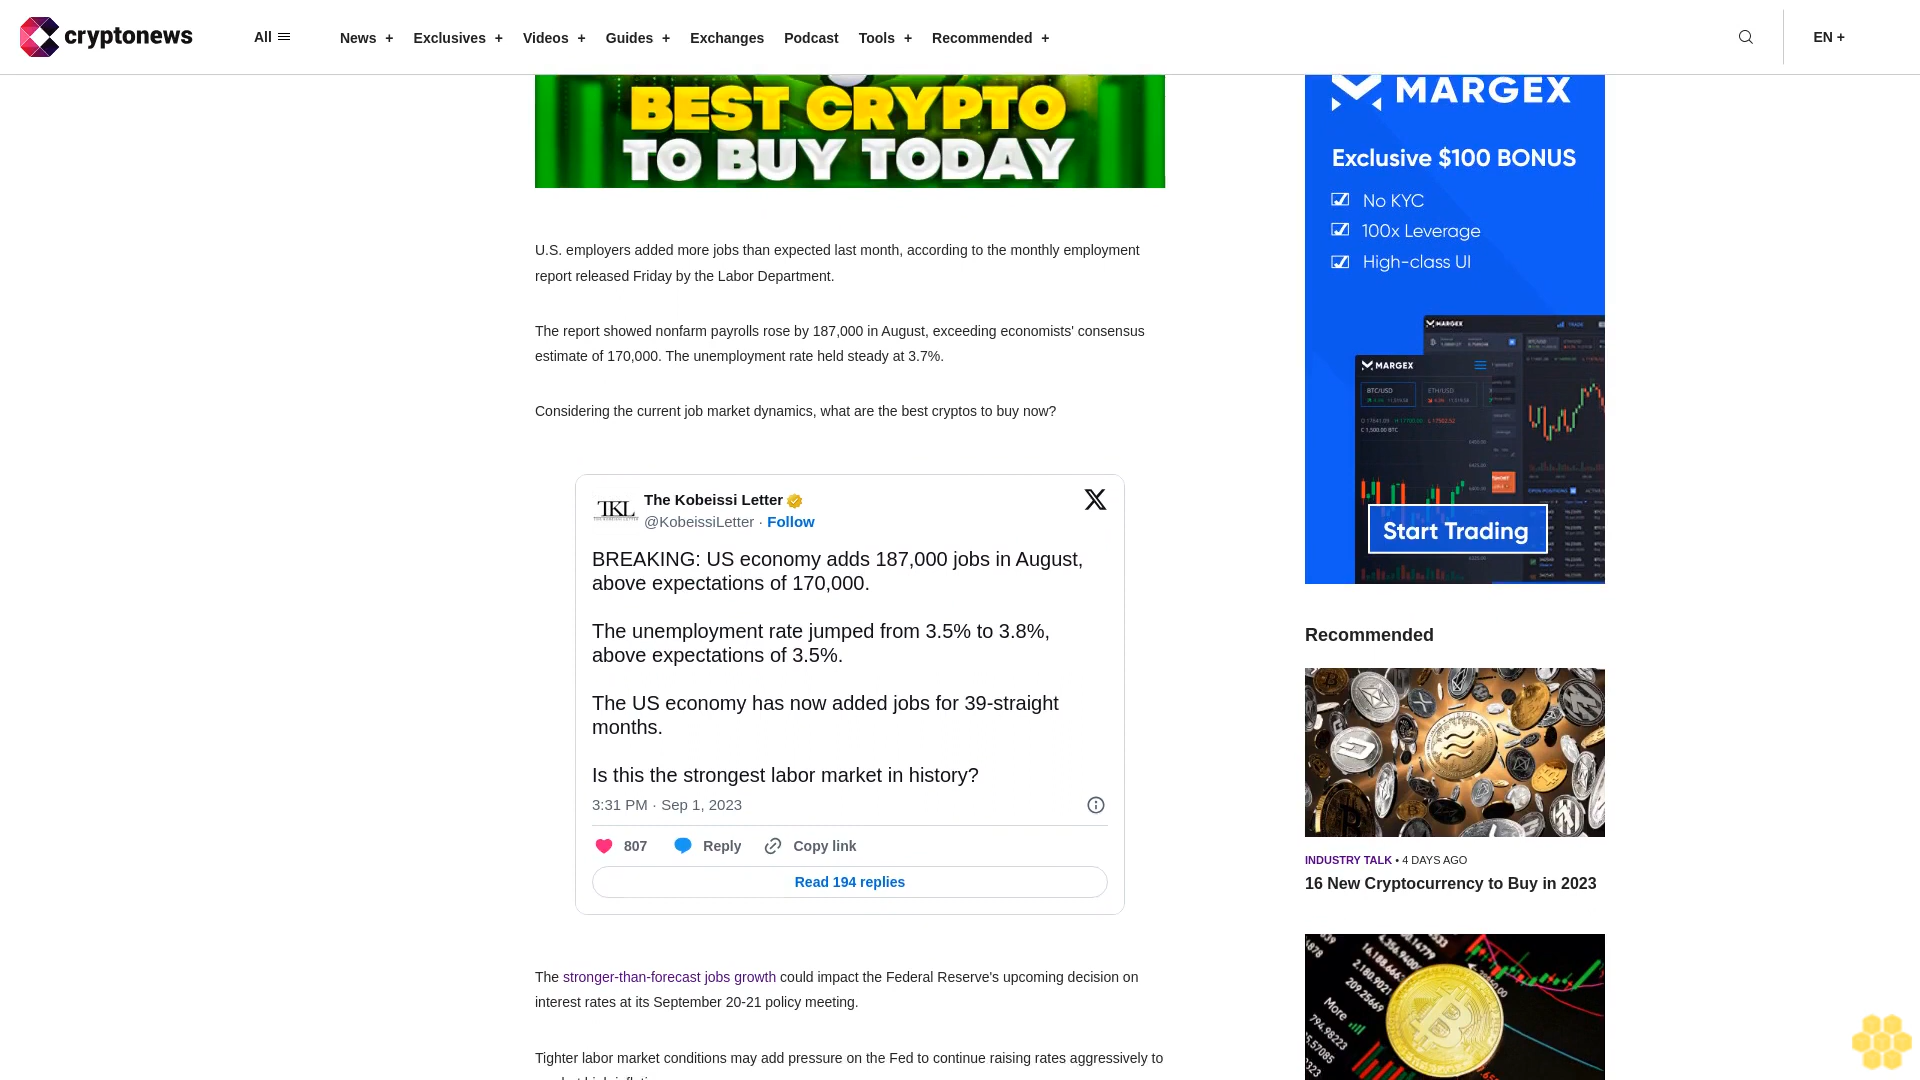 cryptonews
All
News +
Exclusives +
Videos +
Guides +
Exchanges
Podcast
Tools +
Recommended +
EN +
BEST CRYPTO
TO BUY TODAY
U.S. employers added more jobs than expected last month, according to the monthly employment
report released Friday by the Labor Department.
The report showed nonfarm payrolls rose by 187,000 in August, exceeding economists' consensus
estimate of 170,000. The unemployment rate held steady at 3.7%.
Considering the current job market dynamics, what are the best cryptos to buy now?
TKL
The Kobeissi Letter
@KobeissiLetter · Follow
BREAKING: US economy adds 187,000 jobs in August,
above expectations of 170,000.
The unemployment rate jumped from 3.5% to 3.8%,
above expectations of 3.5%.
The US economy has now added jobs for 39-straight
months.
Is this the strongest labor market in history?
3:31 PM · Sep 1, 2023
807
Reply
Copy link
Read 194 replies
The stronger-than-forecast jobs growth could impact the Federal Reserve's upcoming decision on
interest rates at its September 20-21 policy meeting.
Tighter labor market conditions may add pressure on the Fed to continue raising rates aggressively to
MARGEX
Exclusive $100 BONUS
No KYC
100x Leverage
High-class UI
MARGEX
TRADE
MARGEX
BTC/USD
ETH/USD
Start Trading
Recommended
INDUSTRY TALK • 4 DAYS AGO
16 New Cryptocurrency to Buy in 2023
More